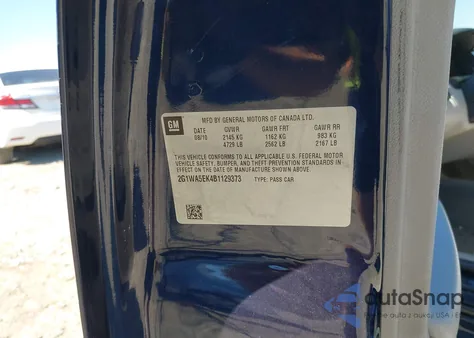 GM
MFD BY GENERAL MOTORS OF CANADA LTD.
DATE GVWR GAWR FRT GAWR RR
08/10 2145 KG 1162 KG 983 KG
4729 LB 2562 LB 2167 LB
THIS VEHICLE CONFORMS TO ALL APPLICABLE U.S. FEDERAL MOTOR
VEHICLE SAFETY, BUMPER, AND THEFT PREVENTION STANDARDS IN
EFFECT ON THE DATE OF MANUFACTURE SHOWN ABOVE.
2G1WA5EK4B1129373 TYPE: PASS CAR
autoSnap